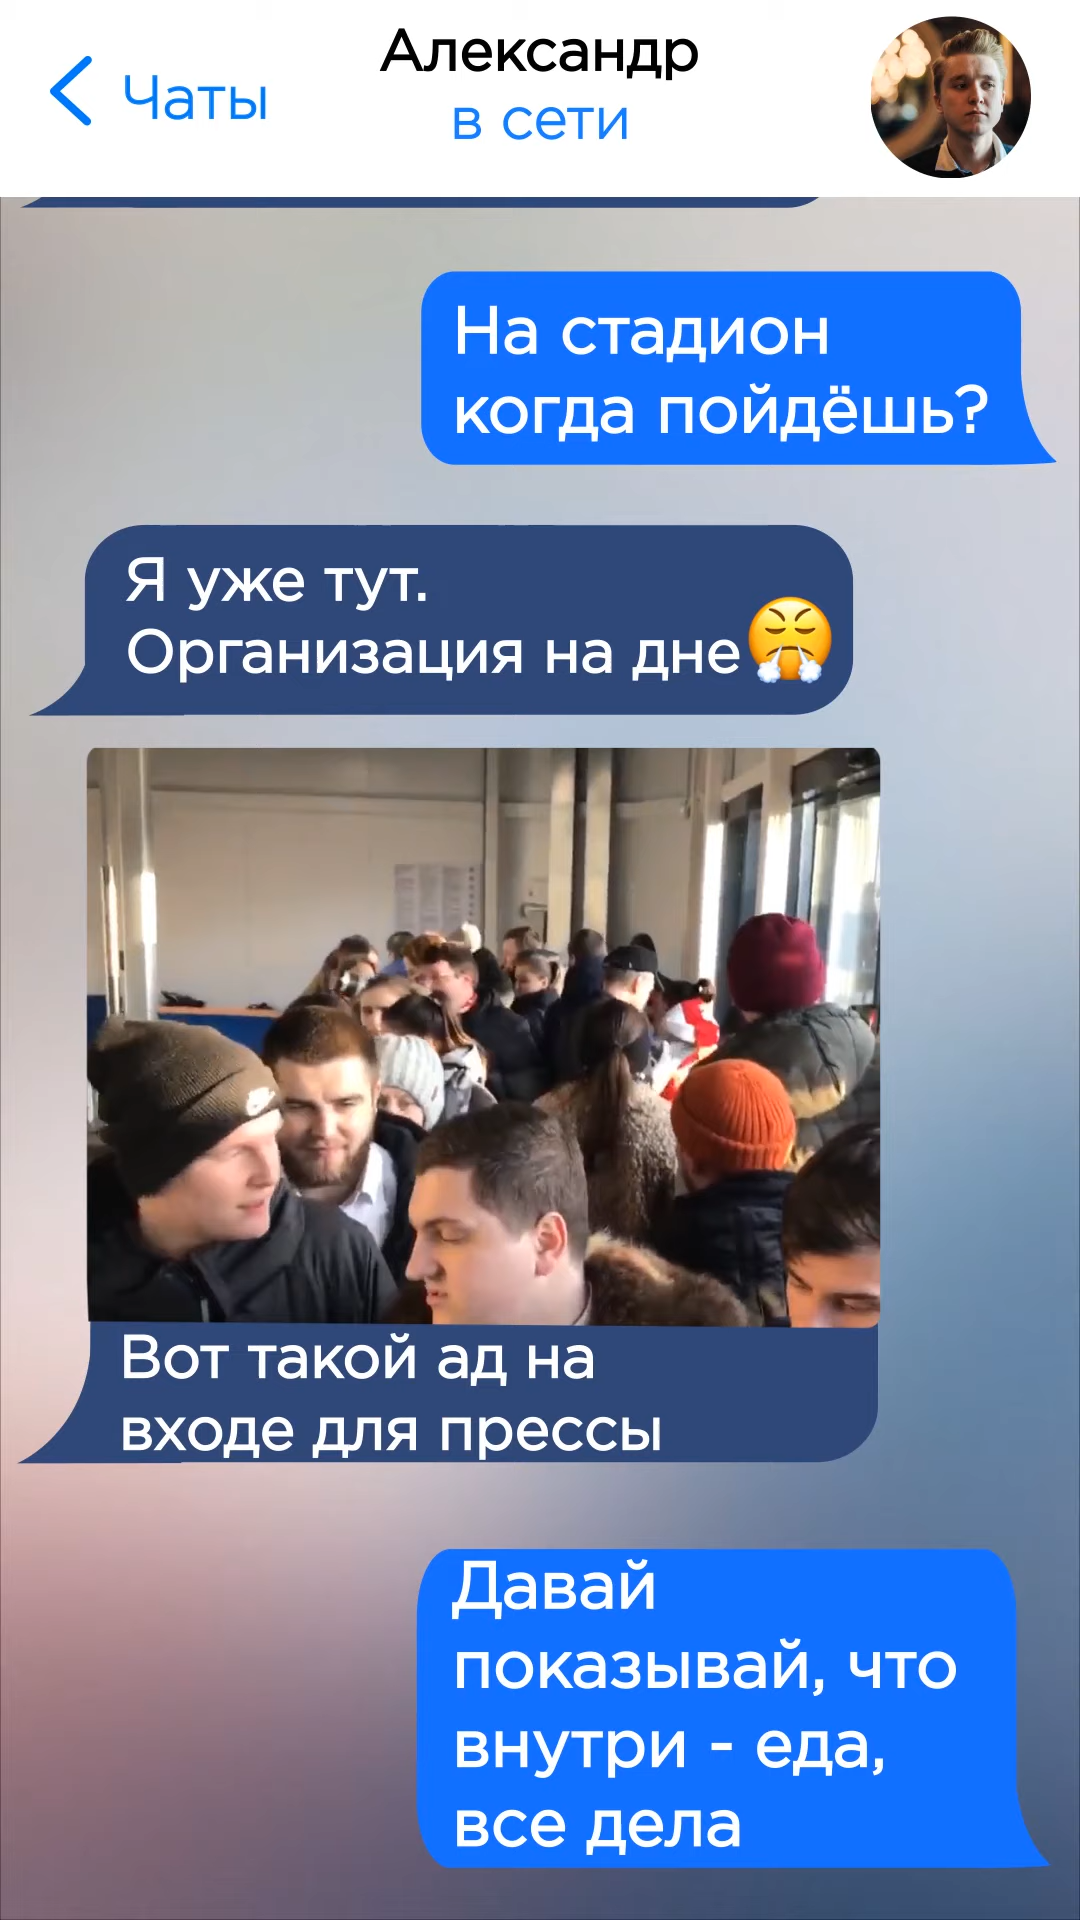 Александр
Чаты
в сети
На стадион
когда пойдёшь?
Я уже тут.
Организация на дне😤
Вот такой ад на
входе для прессы
Давай
показывай, что
внутри - еда,
все дела